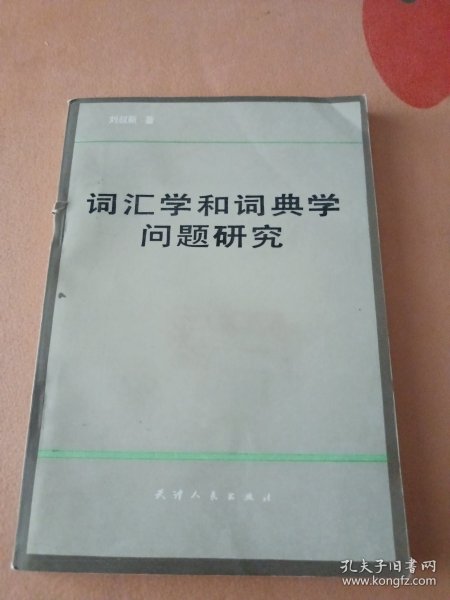 刘叔新 著
词汇学和词典学
问题研究
天津人民出版社
孔夫子旧书网
www.kongfz.com